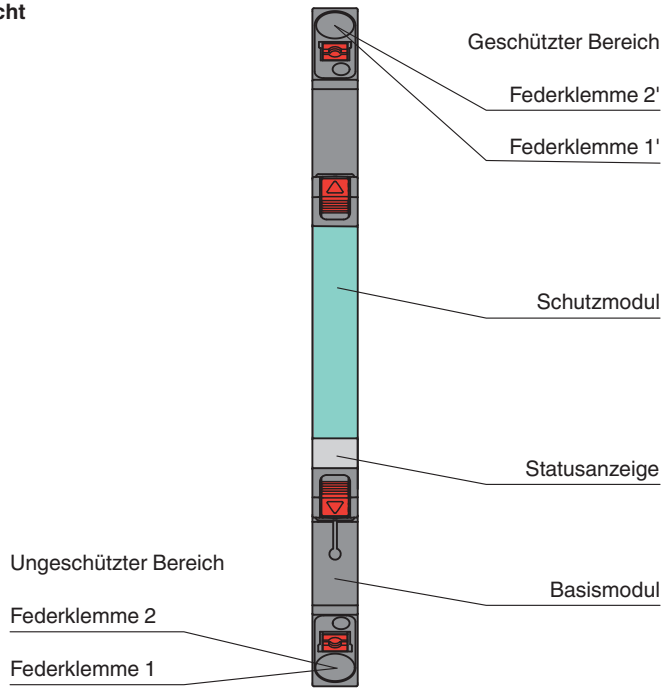 cht
Geschützter Bereich
Federklemme 2'
Federklemme 1'
Schutzmodul
Statusanzeige
Ungeschützter Bereich
Basismodul
Federklemme 2
Federklemme 1